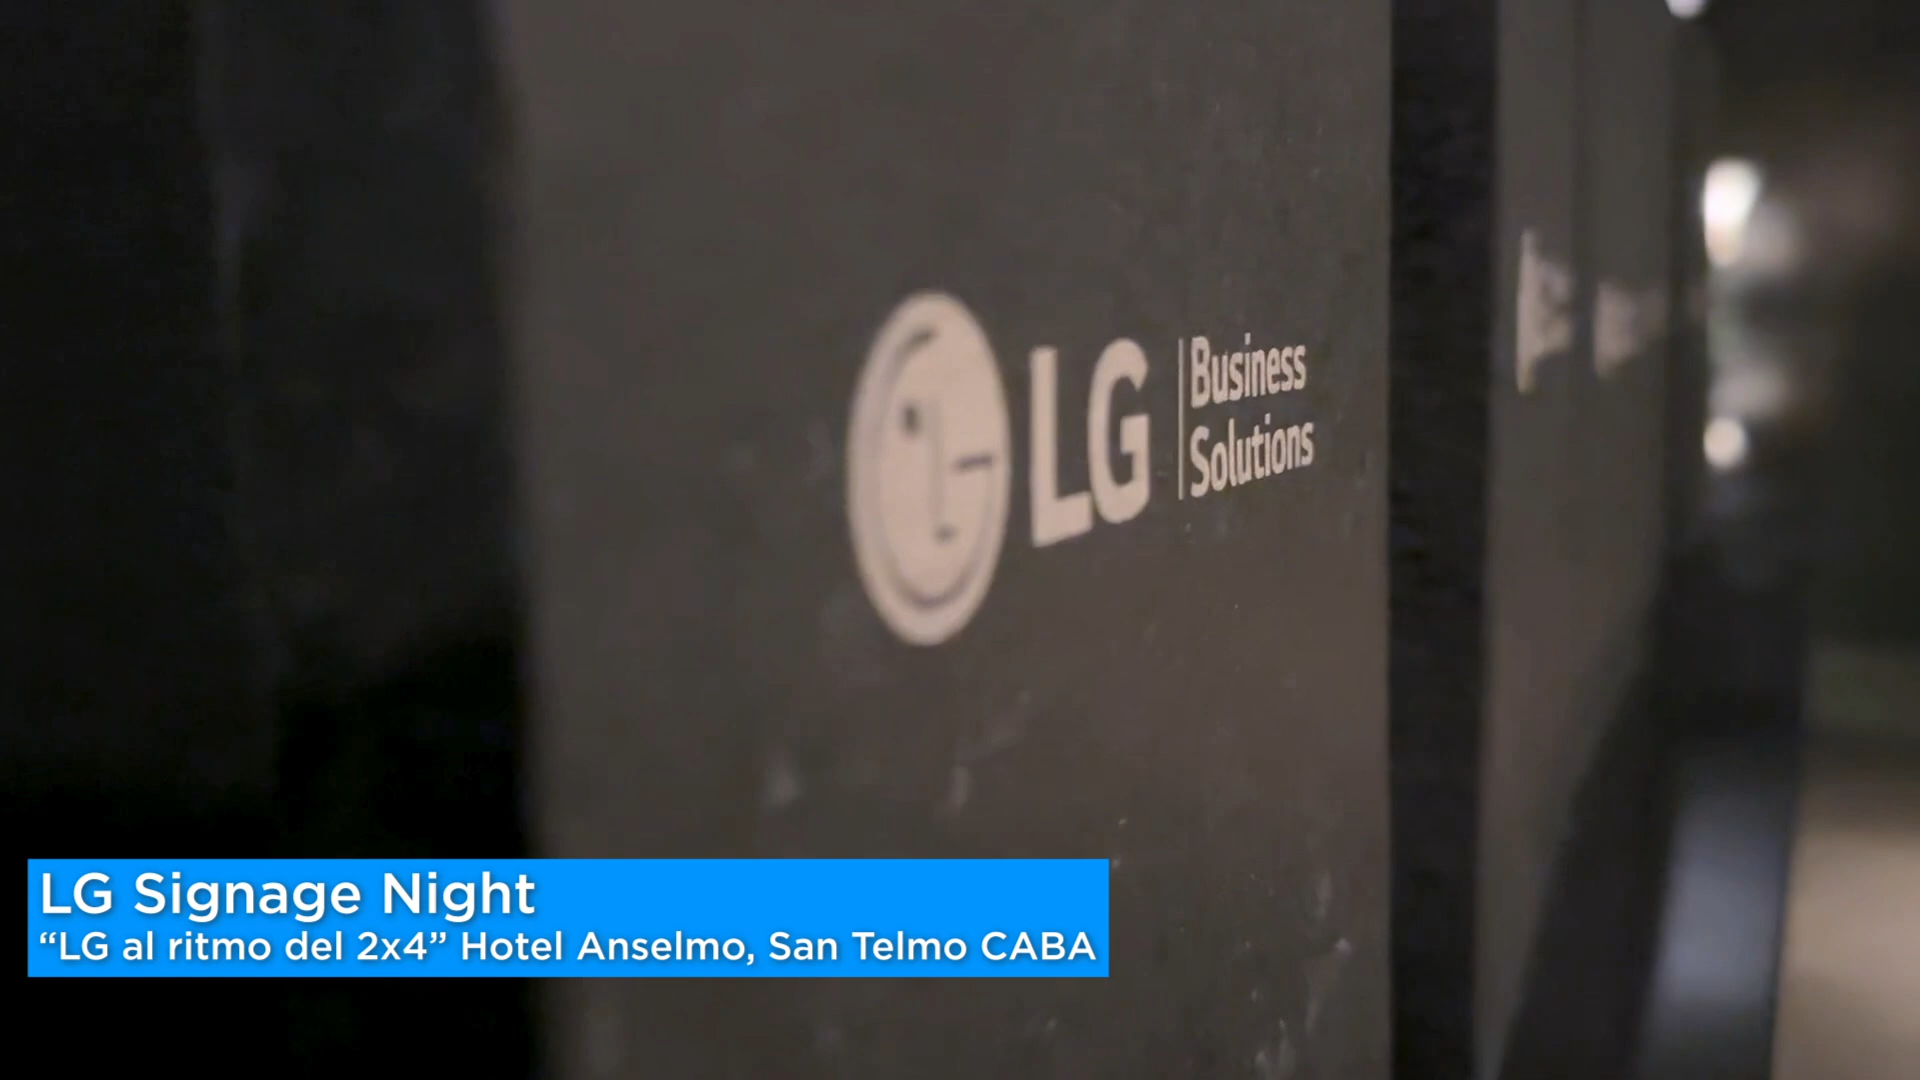 LG Business
Solutions
LG Signage Night
“LG al ritmo del 2x4” Hotel Anselmo, San Telmo CABA